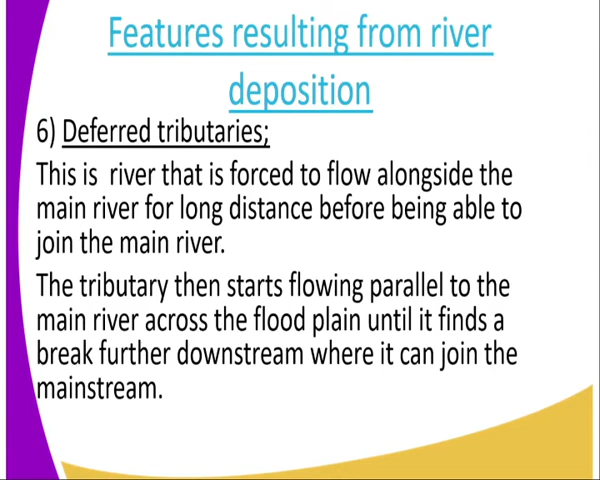 Features resulting from river
deposition
6) Deferred tributaries;
This is river that is forced to flow alongside the
main river for long distance before being able to
join the main river.
The tributary then starts flowing parallel to the
main river across the flood plain until it finds a
break further downstream where it can join the
mainstream.